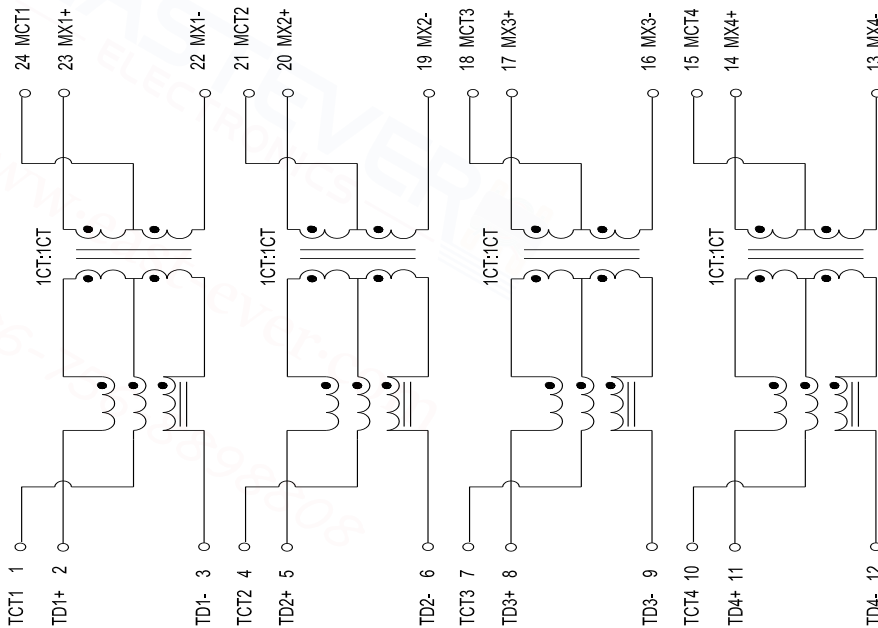 24 MCT1
23 MX1+
22 MX1-
21 MCT2
20 MX2+
19 MX2-
18 MCT3
17 MX3+
16 MX3-
15 MCT4
14 MX4+
13 MX4-
1CT:1CT
1CT:1CT
1CT:1CT
1CT:1CT
TCT1 1
TD1+ 2
TD1- 3
TCT2 4
TD2+ 5
TD2- 6
TCT3 7
TD3+ 8
TD3- 9
TCT4 10
TD4+ 11
TD4- 12
ELECTRONICS